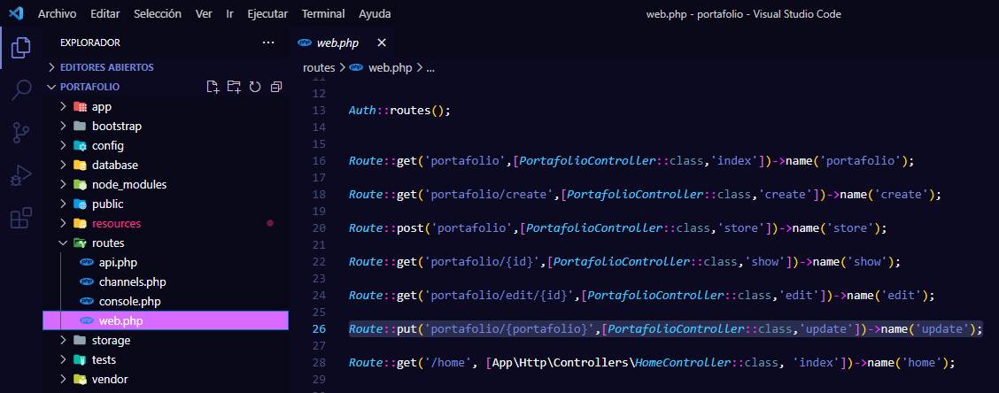 Archivo Editar Selección Ver Ir Ejecutar Terminal Ayuda web.php - portafolio - Visual Studio Code
EXPLORADOR ...
EDITORES ABIERTOS
PORTAFOLIO
app
bootstrap
config
database
node_modules
public
resources
routes
api.php
channels.php
console.php
web.php
storage
tests
vendor
php web.php
routes > php web.php > ...
11
12
13 Auth::routes();
14
15
16 Route::get('portafolio',[PortafolioController::class,'index'])->name('portafolio');
17
18 Route::get('portafolio/create',[PortafolioController::class,'create'])->name('create');
19
20 Route::post('portafolio',[PortafolioController::class,'store'])->name('store');
21
22 Route::get('portafolio/{id}',[PortafolioController::class,'show'])->name('show');
23
24 Route::get('portafolio/edit/{id}',[PortafolioController::class,'edit'])->name('edit');
25
26 Route::put('portafolio/{portafolio}',[PortafolioController::class,'update'])->name('update');
27
28 Route::get('/home', [App\Http\Controllers\HomeController::class, 'index'])->name('home');
29